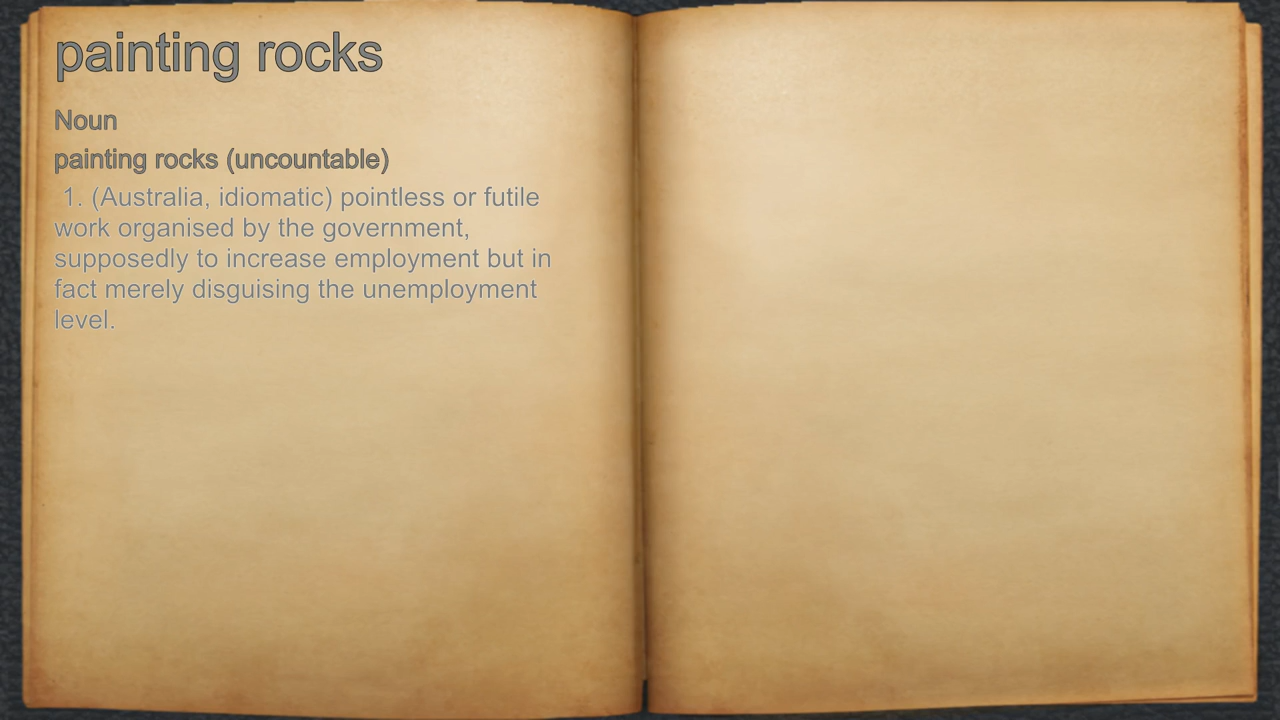 painting rocks
Noun
painting rocks (uncountable)
1. (Australia, idiomatic) pointless or futile
work organised by the government,
supposedly to increase employment but in
fact merely disguising the unemployment
level.